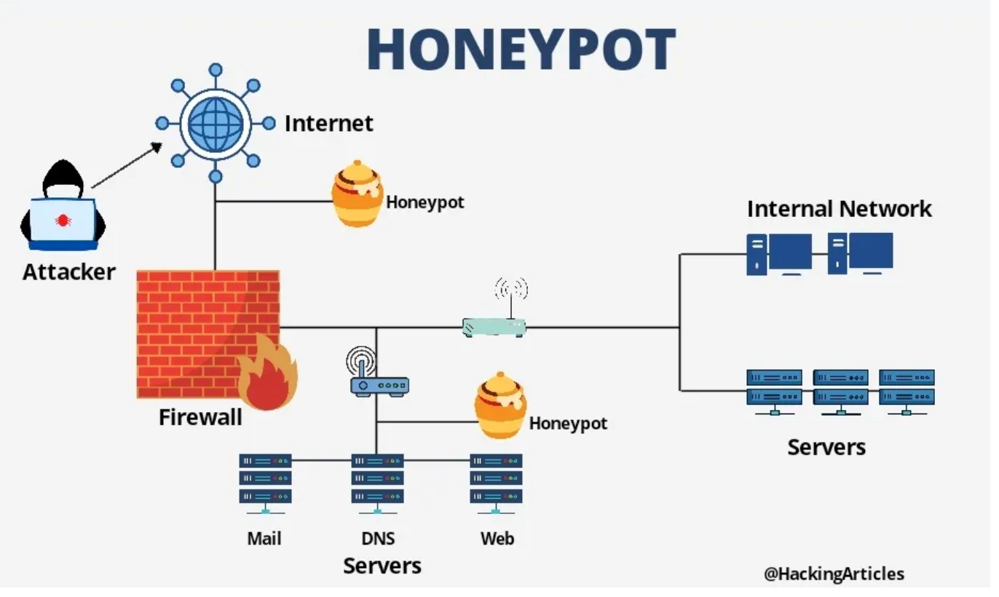 HONEYPOT
Internet
Honeypot
Internal Network
Attacker
Firewall
Honeypot
Servers
Mail
DNS
Web
Servers
@HackingArticles